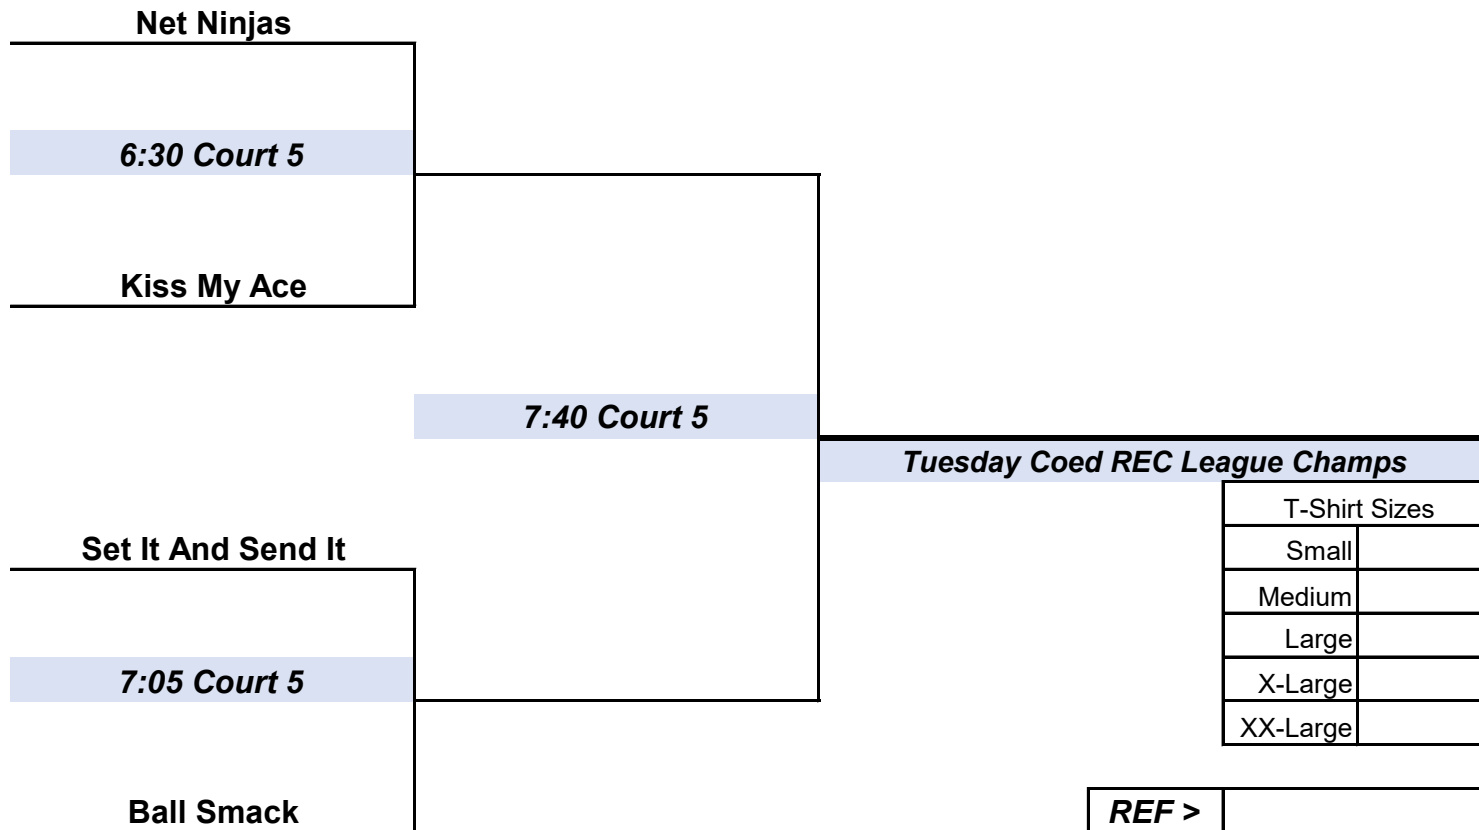 Net Ninjas
6:30 Court 5
Kiss My Ace
7:40 Court 5
Tuesday Coed REC League Champs
T-Shirt Sizes
Set It And Send It
Small
Medium
Large
7:05 Court 5
X-Large
XX-Large
Ball Smack
REF >